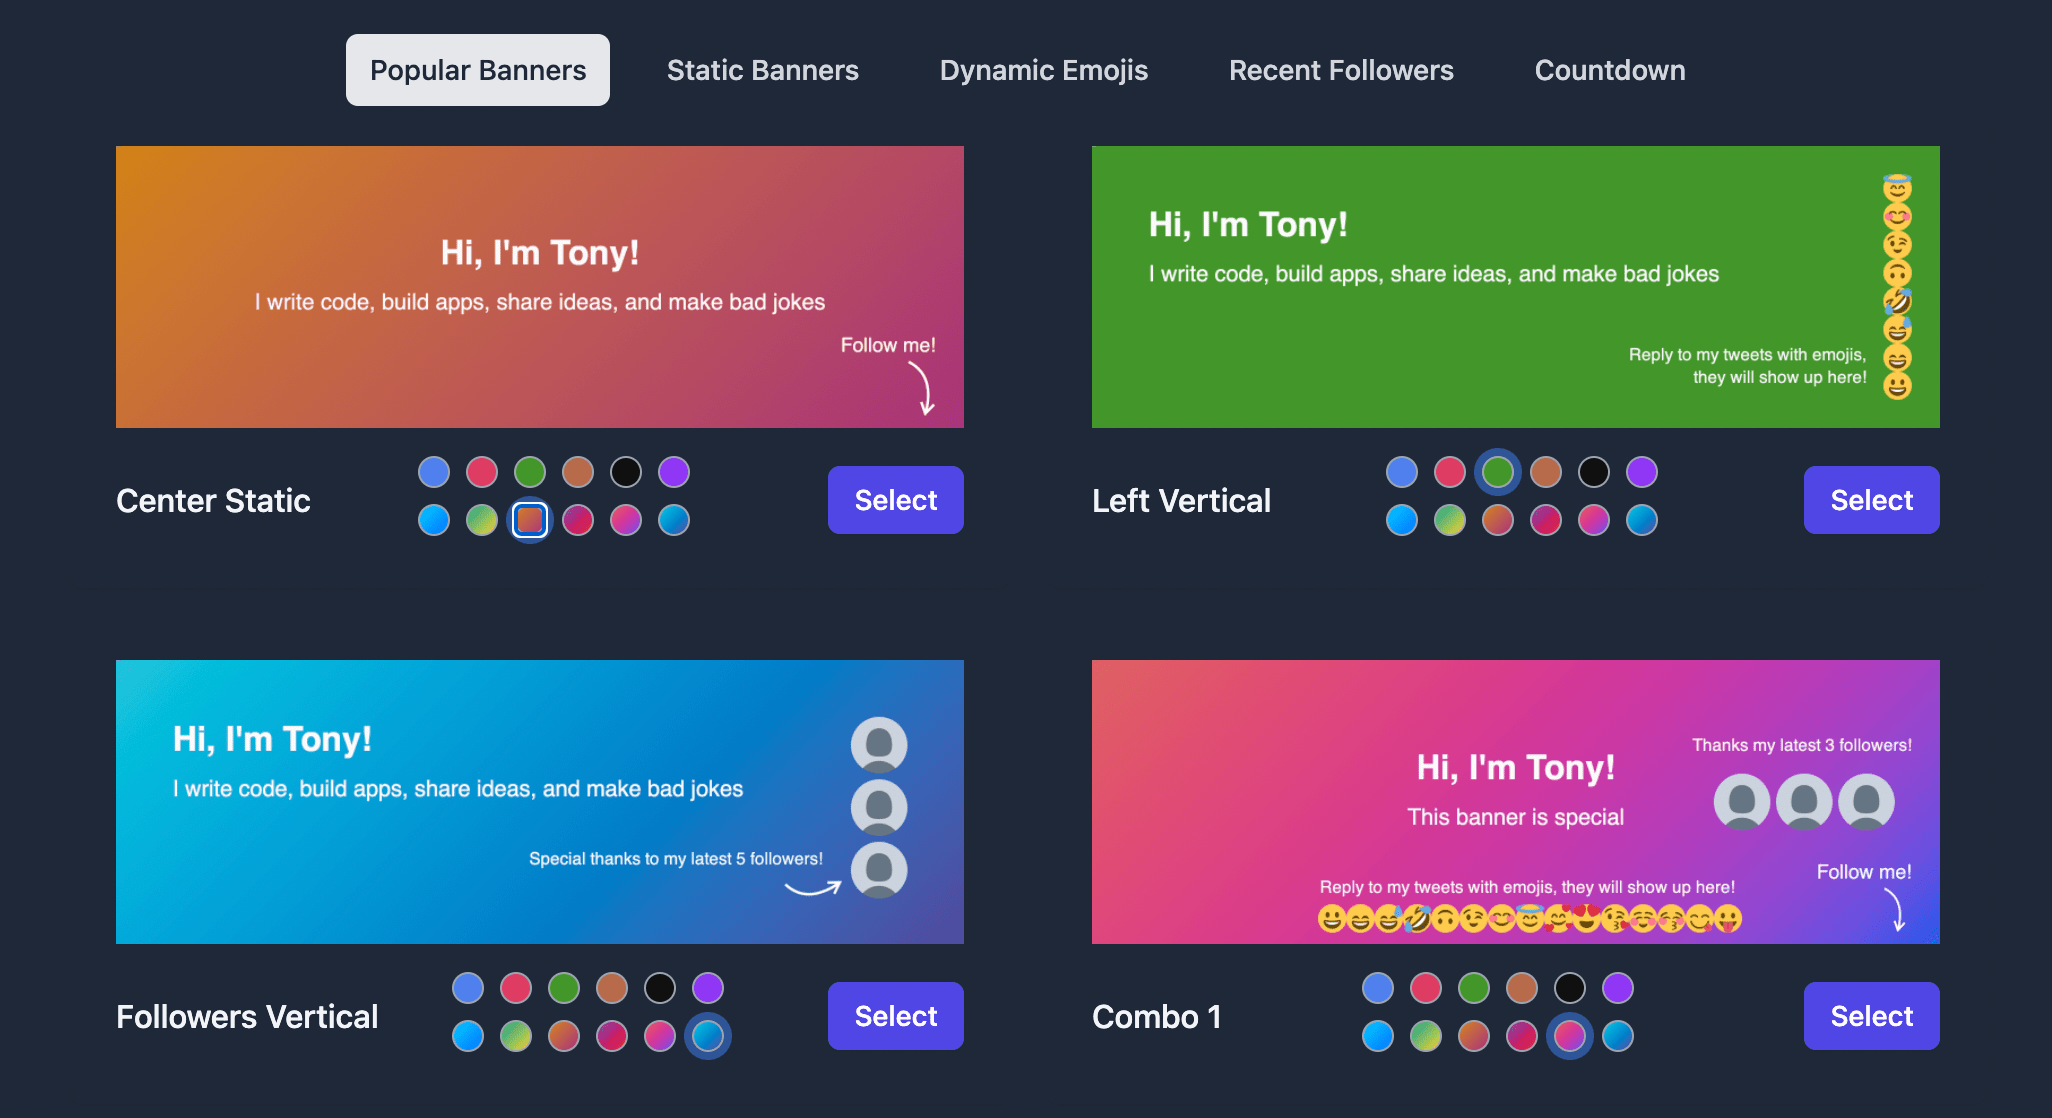 Popular Banners
Static Banners
Dynamic Emojis
Recent Followers
Countdown
Hi, I'm Tony!
I write code, build apps, share ideas, and make bad jokes
Follow me!
Center Static
Select
Hi, I'm Tony!
I write code, build apps, share ideas, and make bad jokes
Reply to my tweets with emojis,
they will show up here!
Left Vertical
Select
Hi, I'm Tony!
I write code, build apps, share ideas, and make bad jokes
Special thanks to my latest 5 followers!
Followers Vertical
Select
Thanks my latest 3 followers!
Hi, I'm Tony!
This banner is special
Follow me!
Reply to my tweets with emojis, they will show up here!
Combo 1
Select